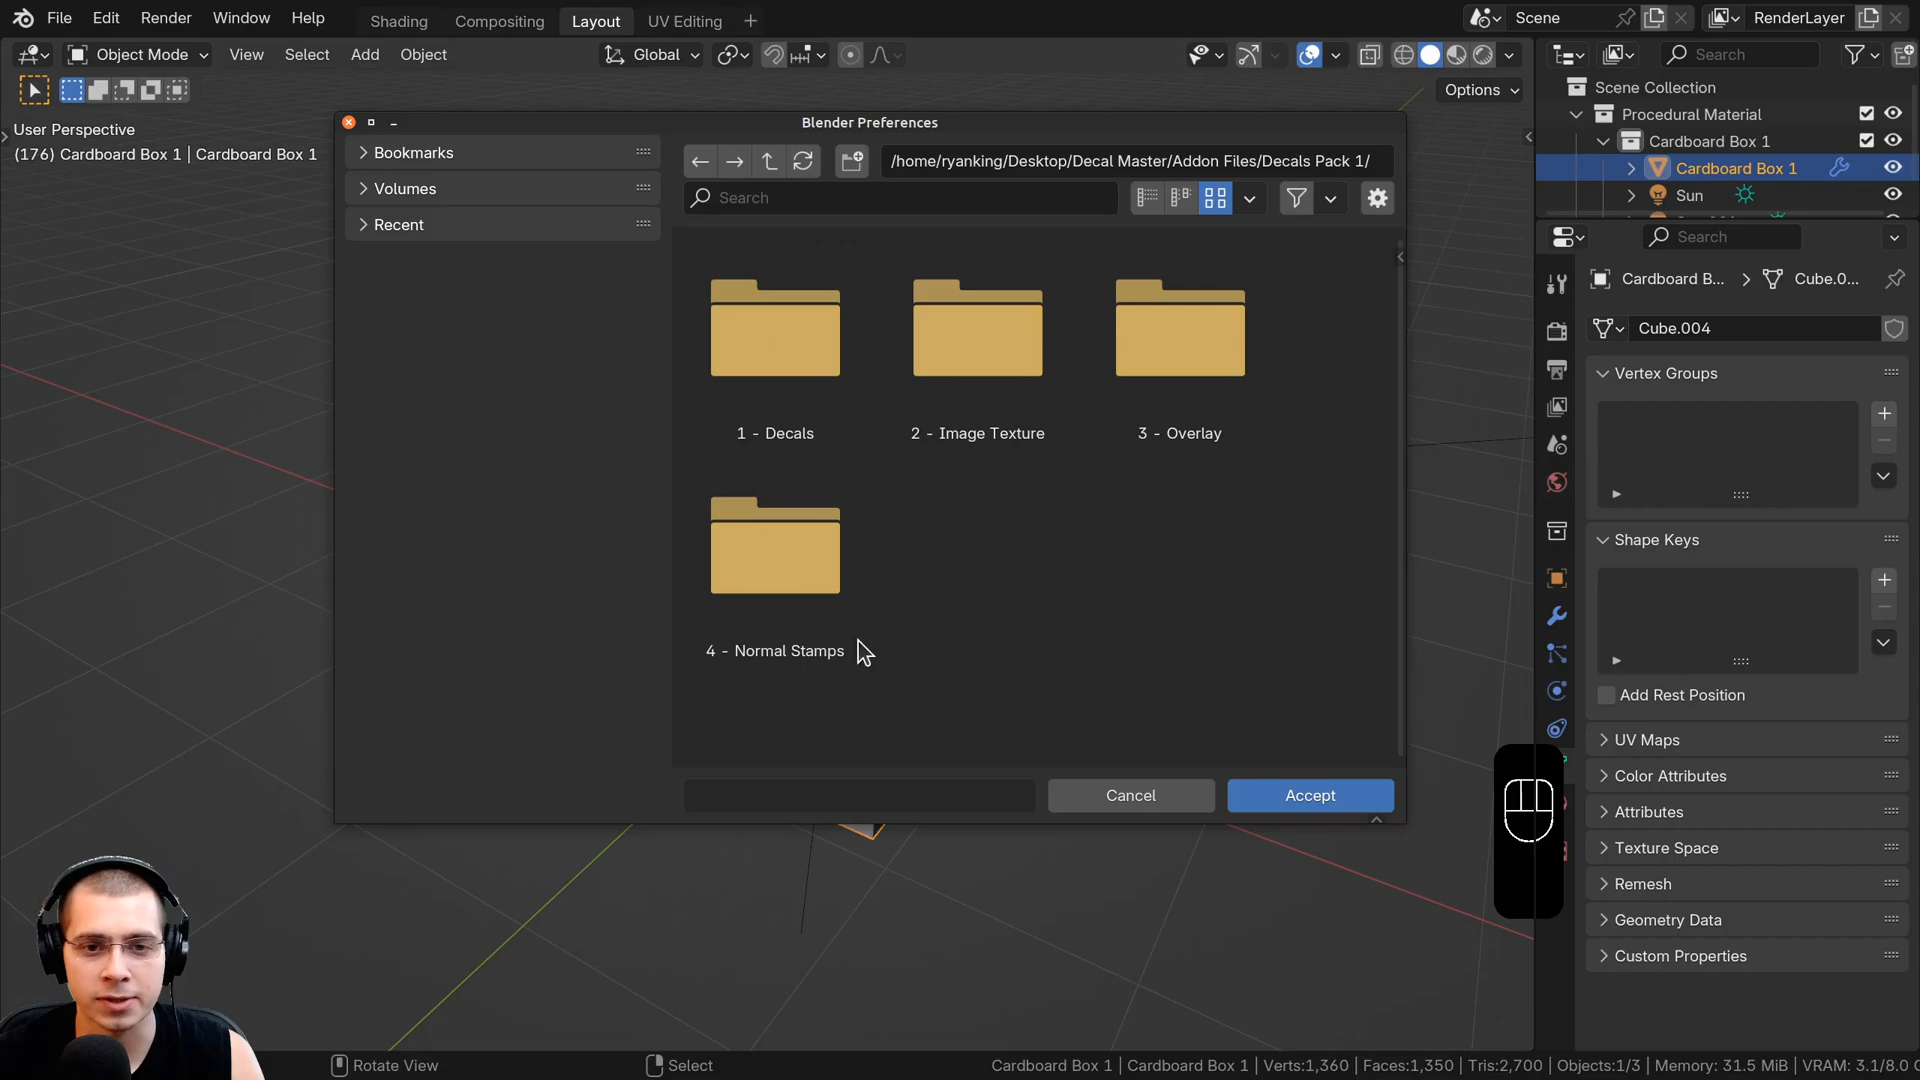 File Edit Render Window Help Shading Compositing Layout UV Editing Scene RenderLayer
Object Mode View Select Add Object Global Search
Options
User Perspective
(176) Cardboard Box 1 | Cardboard Box 1
Scene Collection
Procedural Material
Cardboard Box 1
Cardboard Box 1
Sun
Blender Preferences
Bookmarks
Volumes
Recent
/home/ryanking/Desktop/Decal Master/Addon Files/Decals Pack 1/
Search
1 - Decals
2 - Image Texture
3 - Overlay
4 - Normal Stamps
Cancel
Accept
Search
Cardboard B... Cube.0...
Cube.004
Vertex Groups
Shape Keys
Add Rest Position
UV Maps
Color Attributes
Attributes
Texture Space
Remesh
Geometry Data
Custom Properties
Rotate View
Select
Cardboard Box 1 | Cardboard Box 1 | Verts:1,360 | Faces:1,350 | Tris:2,700 | Objects:1/3 | Memory: 31.5 MiB | VRAM: 3.1/8.0